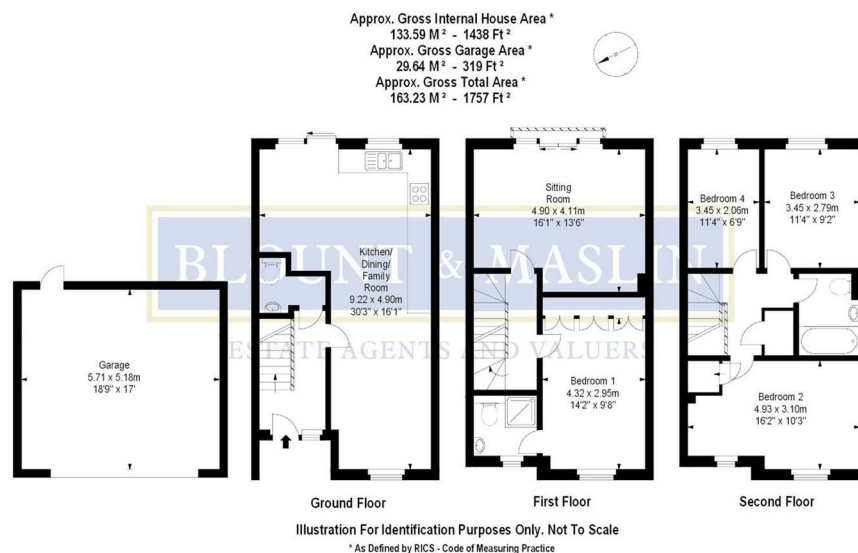 Approx. Gross Internal House Area *
133.59 M² - 1438 Ft²
Approx. Gross Garage Area *
29.64 M² - 319 Ft²
Approx. Gross Total Area *
163.23 M² - 1757 Ft²
BLOUNT & MASLIN
ESTATE AGENTS AND VALUERS
Garage
5.71 x 5.18m
18'9" x 17'
Kitchen/
Dining/
Family
Room
9.22 x 4.90m
30'3" x 16'1"
Ground Floor
Sitting
Room
4.90 x 4.11m
16'1" x 13'6"
Bedroom 1
4.32 x 2.95m
14'2" x 9'8"
First Floor
Bedroom 4
3.45 x 2.06m
11'4" x 6'9"
Bedroom 3
3.45 x 2.79m
11'4" x 9'2"
Bedroom 2
4.93 x 3.10m
16'2" x 10'3"
Second Floor
Illustration For Identification Purposes Only. Not To Scale
* As Defined by RICS - Code of Measuring Practice